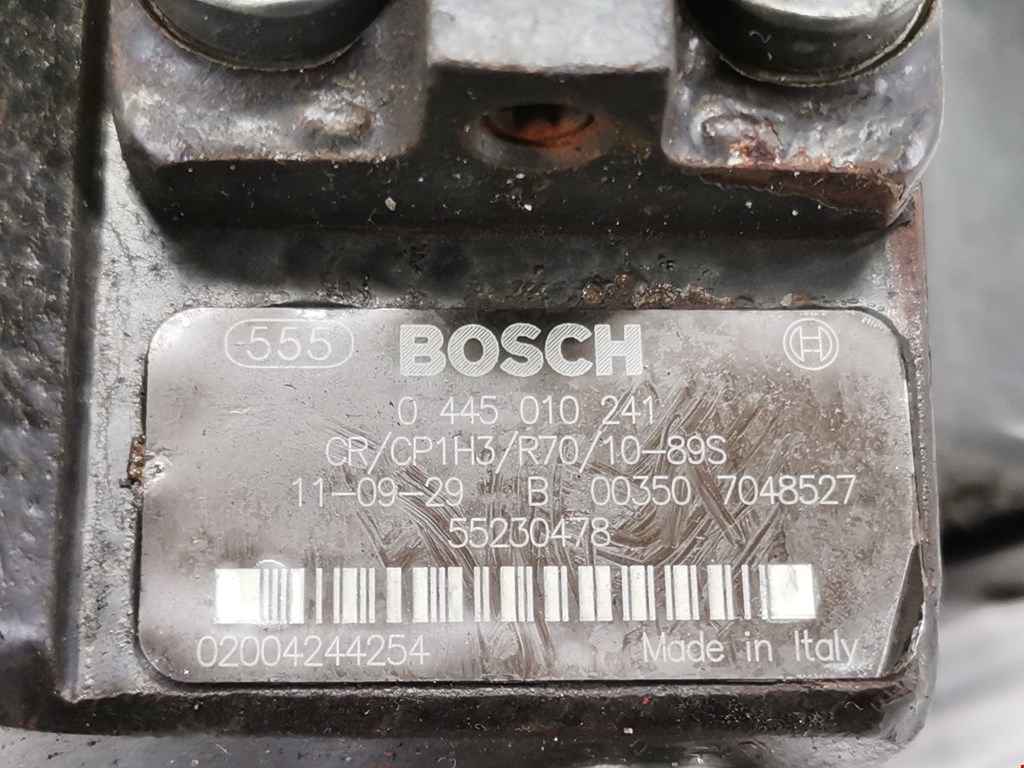 555 BOSCH
0 445 010 241
CR/CP1H3/R70/10-89S
11-09-29 B 00350 7048527
55230478
02004244254 Made in Italy